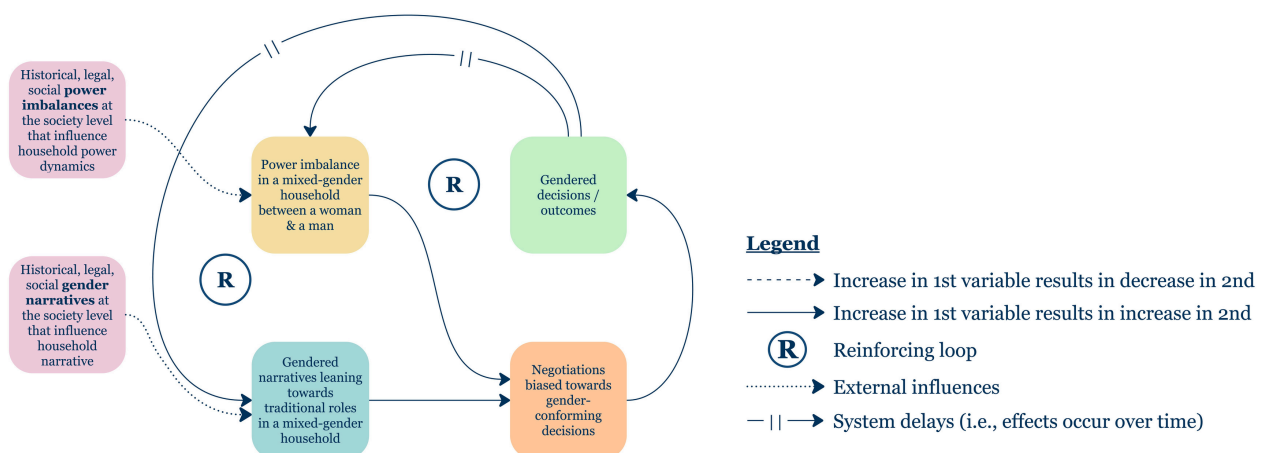 Historical, legal,
social power
imbalances at
the society level
that influence
household power
dynamics
Historical, legal,
social gender
narratives at
the society level
that influence
household
narrative
Power imbalance
in a mixed-gender
household
between a woman
& a man
R
Gendered
decisions /
outcomes
R
Gendered
narratives leaning
towards
traditional roles
in a mixed-gender
household
Negotiations
biased towards
gender-
conforming
decisions
Legend
Increase in 1st variable results in decrease in 2nd
Increase in 1st variable results in increase in 2nd
R Reinforcing loop
External influences
System delays (i.e., effects occur over time)